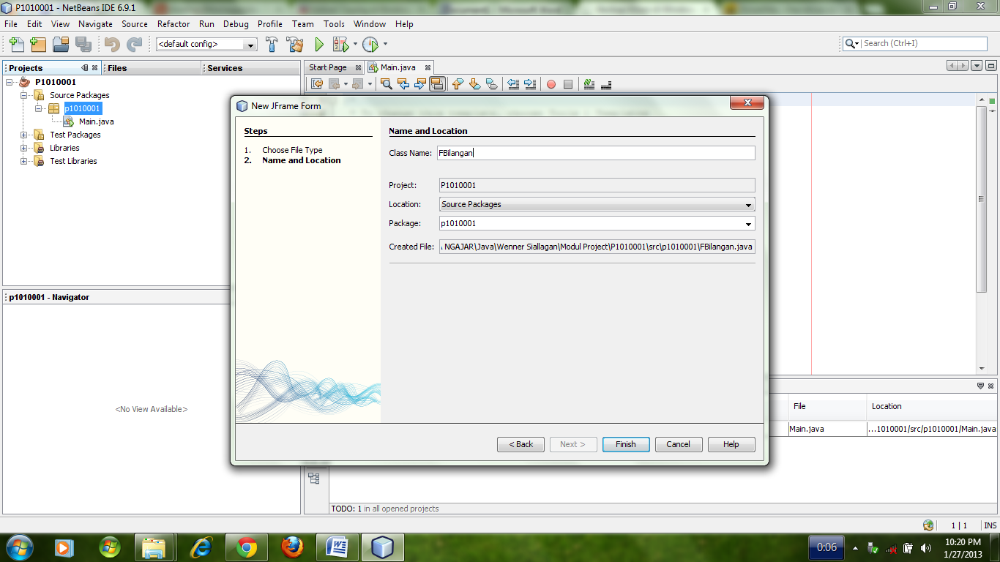 P1010001 - NetBeans IDE 6.9.1
File Edit View Navigate Source Refactor Run Debug Profile Team Tools Window Help
<default config>
Search (Ctrl+I)
Projects
Files
Services
Start Page
Main.java
P1010001
Source Packages
p1010001
Main.java
Test Packages
Libraries
Test Libraries
New JFrame Form
Steps
1. Choose File Type
2. Name and Location
Name and Location
Class Name: FBilangan
Project: P1010001
Location: Source Packages
Package: p1010001
Created File: NGAJAR\Java\Wenner Siallagan\Modul Project\P1010001\src\p1010001\FBilangan.java
< Back Next > Finish Cancel Help
p1010001 - Navigator
<No View Available>
File Location
Main.java ...1010001/src/p1010001/Main.java
TODO: 1 in all opened projects
1 | 1 INS
0:06
10:20 PM
1/27/2013